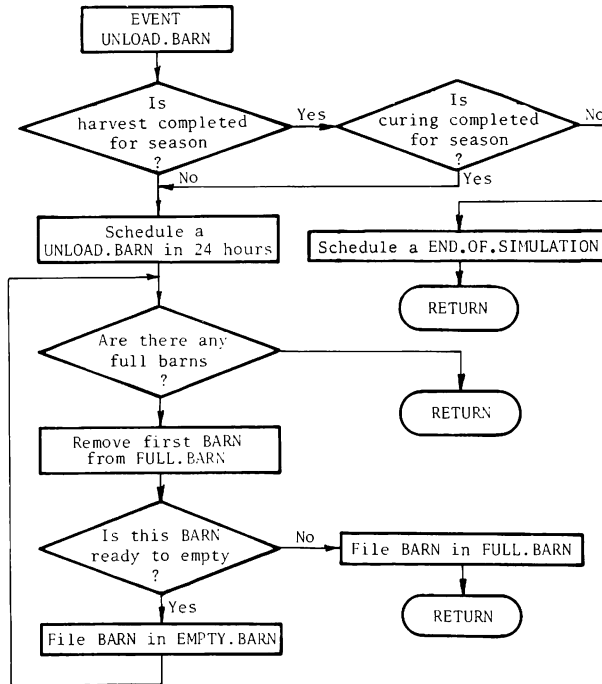 EVENT
UNLOAD.BARN
Is
harvest completed
for season
?
Yes
Is
curing completed
for season
?
No
No
Yes
Schedule a
UNLOAD.BARN in 24 hours
Schedule a END.OF.SIMULATION
RETURN
Are there any
full barns
?
RETURN
Remove first BARN
from FULL.BARN
Is this BARN
ready to empty
?
No
File BARN in FULL.BARN
Yes
RETURN
File BARN in EMPTY.BARN